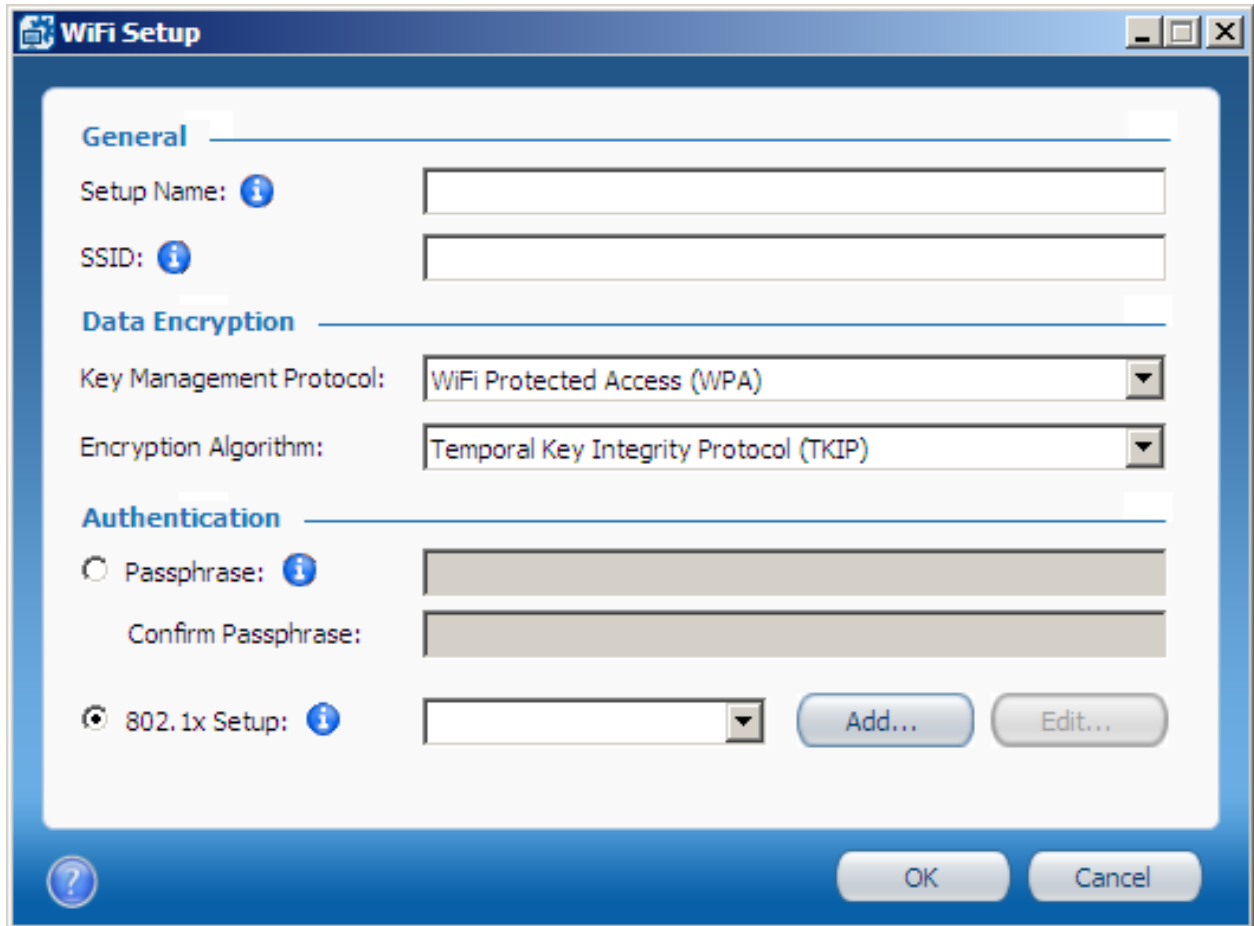 WiFi Setup
General
Setup Name:
SSID:
Data Encryption
Key Management Protocol: WiFi Protected Access (WPA)
Encryption Algorithm: Temporal Key Integrity Protocol (TKIP)
Authentication
Passphrase:
Confirm Passphrase:
802.1x Setup: Add... Edit...
? OK Cancel